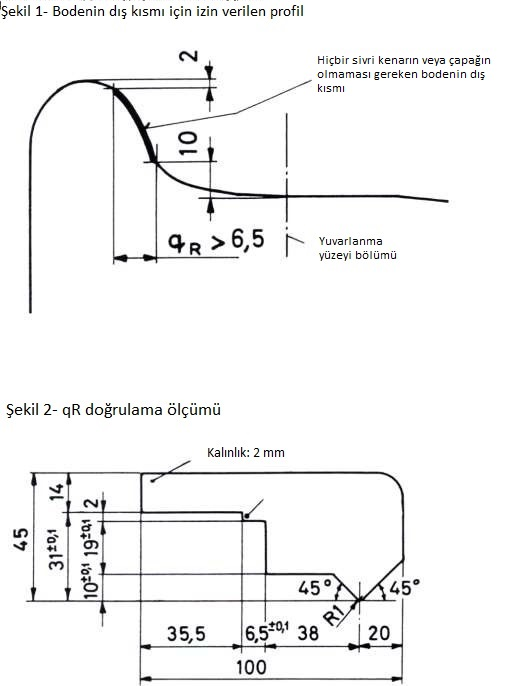 Şekil 1- Bodenin dış kısmı için izin verilen profil
2
Hiçbir sivri kenarın veya çapağın
olmaması gereken bodenin dış
kısmı
10
qR > 6,5
Yuvarlanma
yüzeyi bölümü
Şekil 2- qR doğrulama ölçümü
Kalınlık: 2 mm
45
14
31±0,1
2
19±0,1
10±0,1
45°
45°
R1
35,5
6,5±0,1
38
20
100